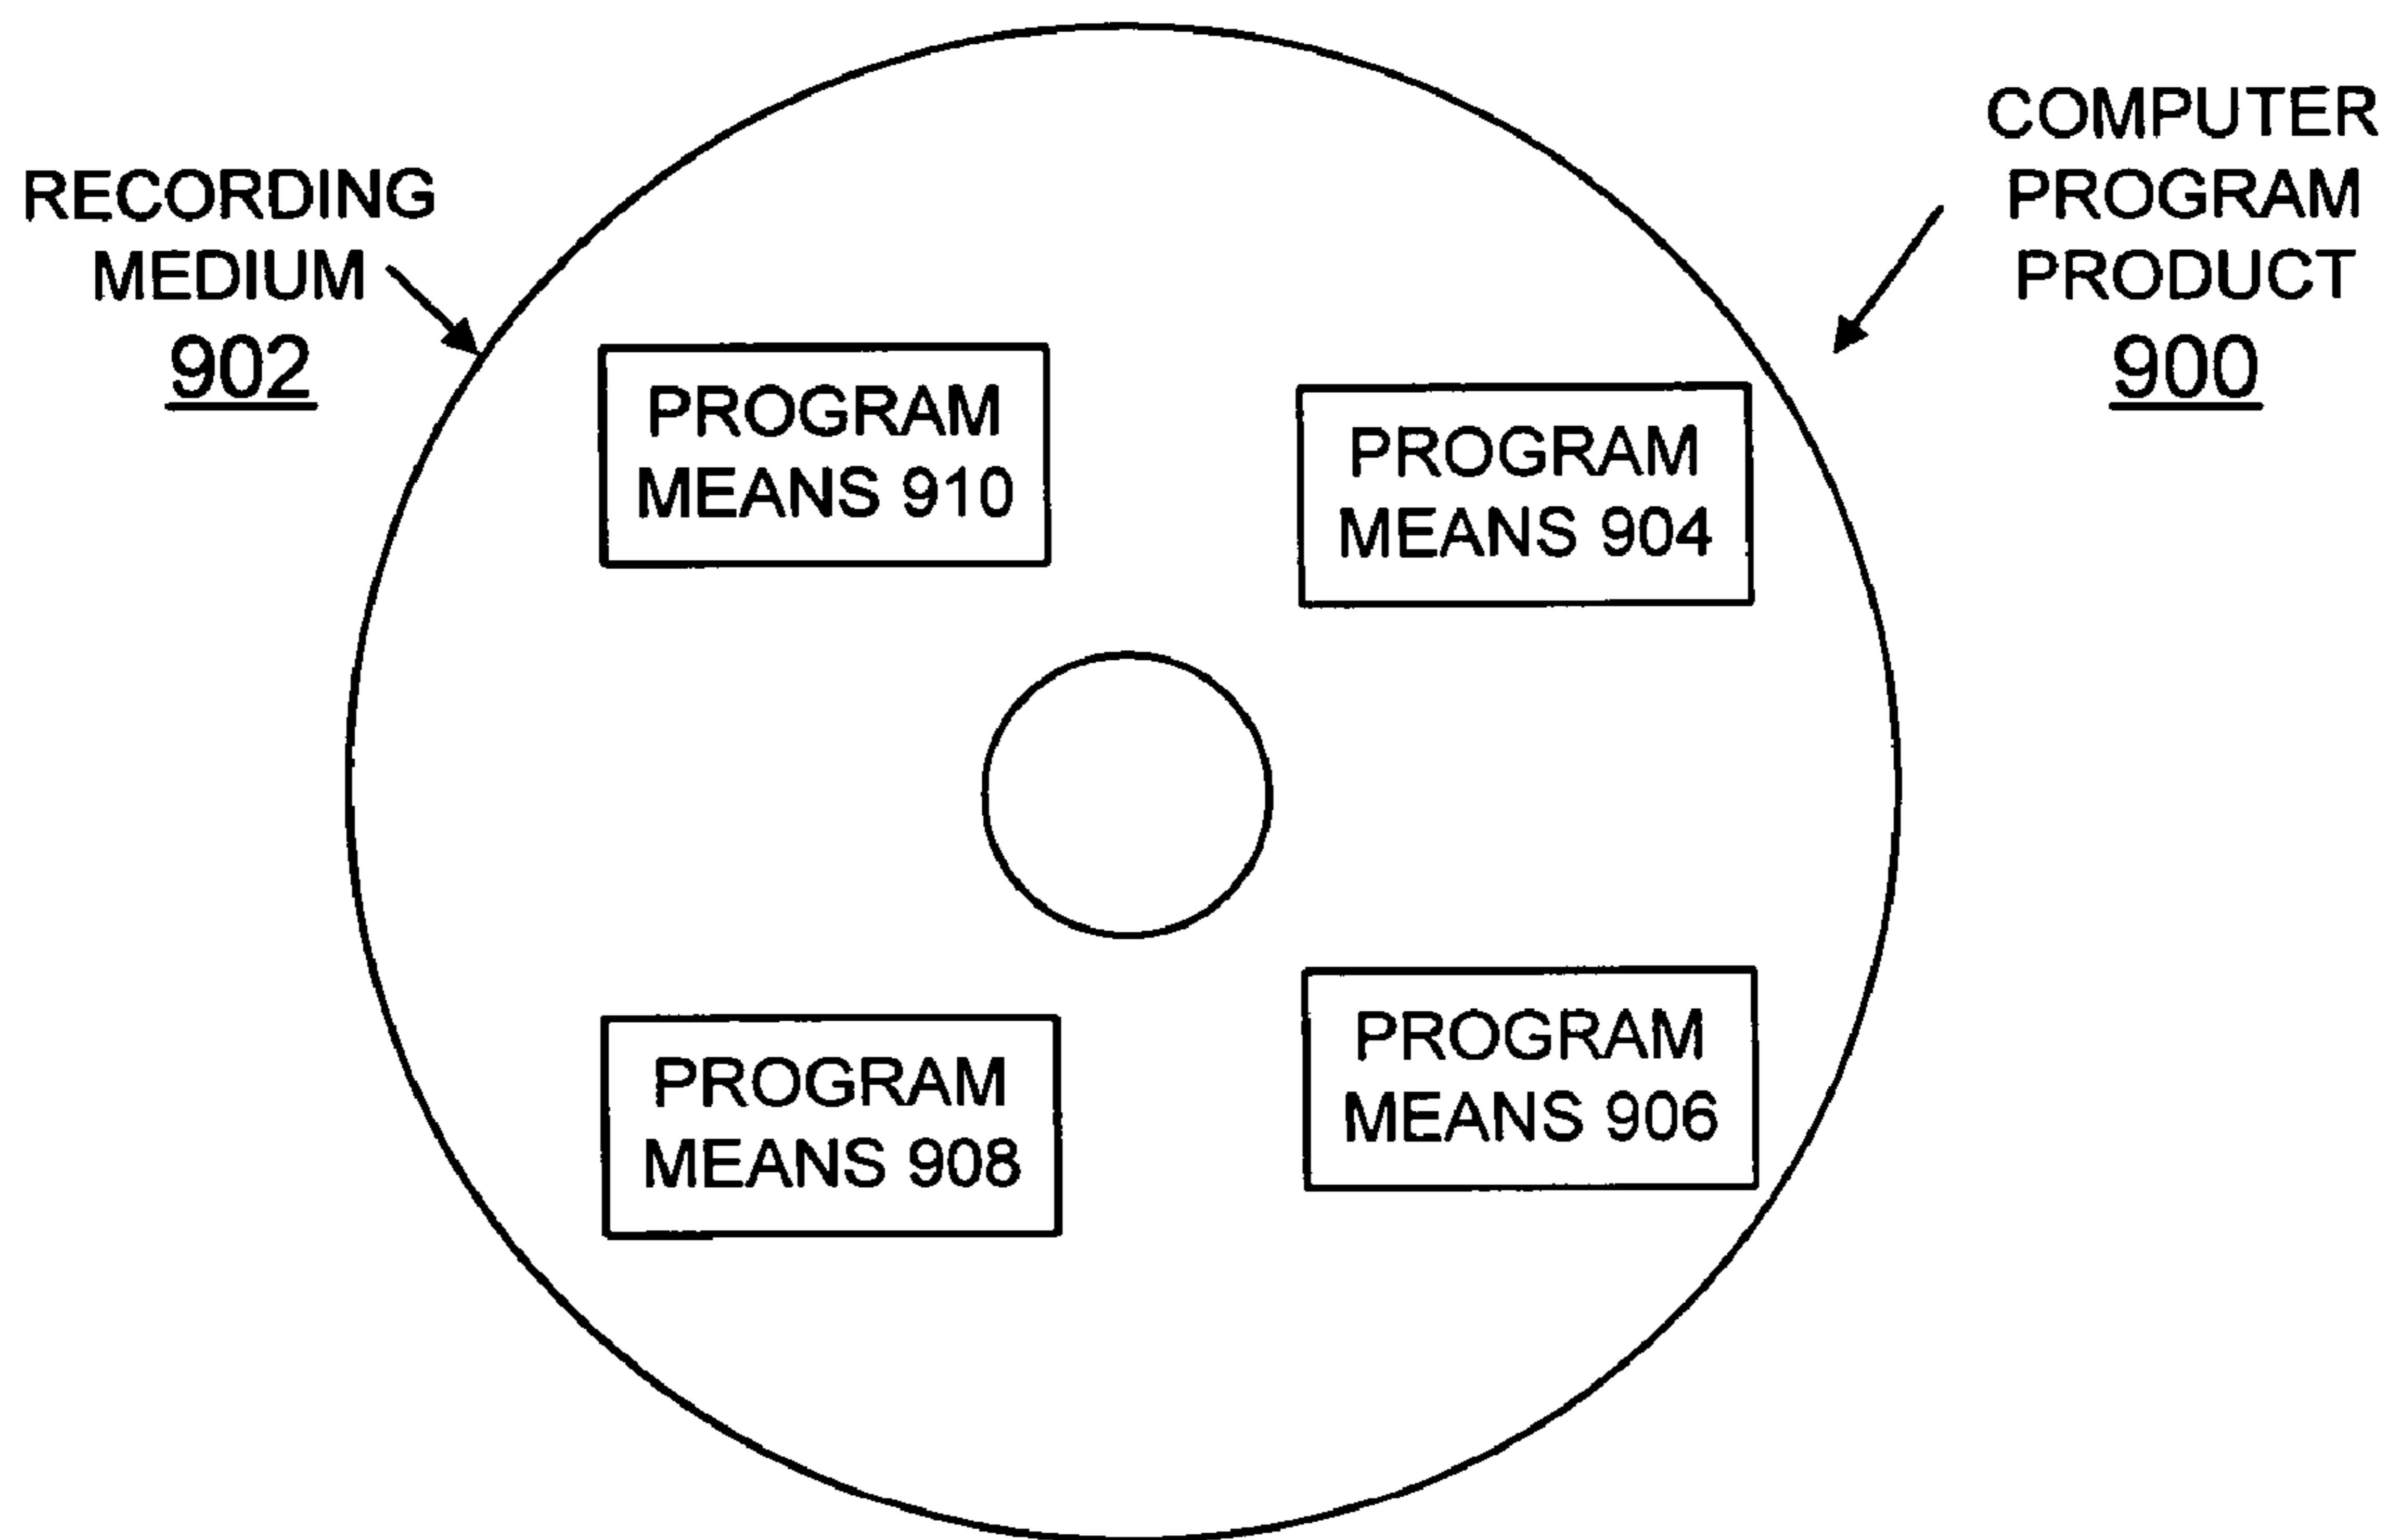 RECORDING
MEDIUM
902
COMPUTER
PROGRAM
PRODUCT
900
PROGRAM
MEANS 910
PROGRAM
MEANS 904
PROGRAM
MEANS 908
PROGRAM
MEANS 906